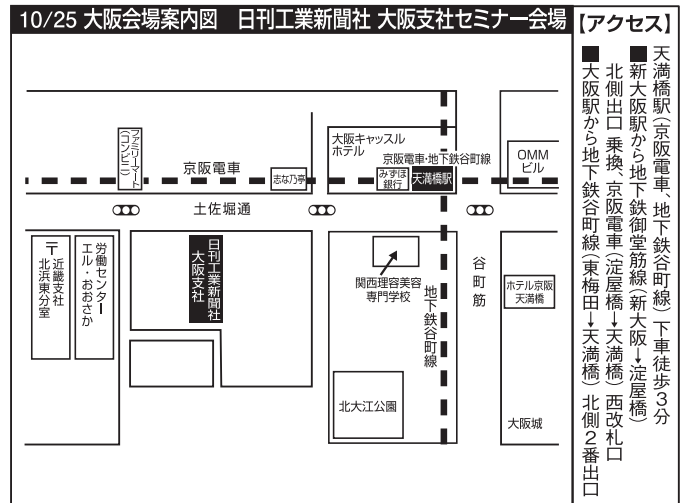 10/25 大阪会場案内図　日刊工業新聞社 大阪支社セミナー会場
【アクセス】
天満橋駅(京阪電車、地下鉄谷町線)下車徒歩3分
■新大阪駅から地下鉄御堂筋線(新大阪→淀屋橋)
北側出口 乗換、京阪電車(淀屋橋→天満橋)西改札口
■大阪駅から地下鉄谷町線(東梅田→天満橋)北側2番出口
ファミリーマート
(コンビニ)
京阪電車
志な乃亭
大阪キャッスル
ホテル
京阪電車・地下鉄谷町線
みずほ
銀行
天満橋駅
OMM
ビル
土佐堀通
〒近畿支社
北浜東分室
労働センター
エル・おおさか
日刊工業新聞社
大阪支社
関西理容美容
専門学校
地下鉄谷町線
谷町筋
ホテル京阪
天満橋
北大江公園
大阪城